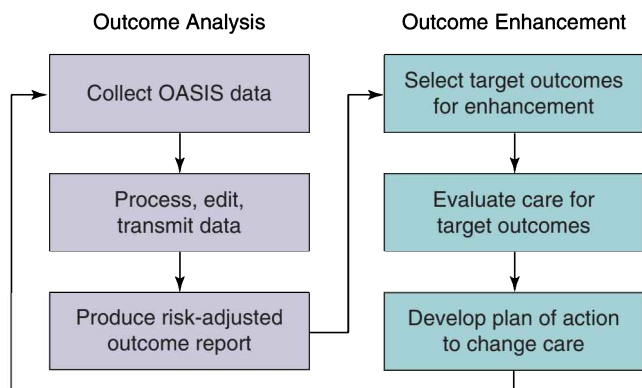 Outcome Analysis
Collect OASIS data
Process, edit,
transmit data
Produce risk-adjusted
outcome report
Outcome Enhancement
Select target outcomes
for enhancement
Evaluate care for
target outcomes
Develop plan of action
to change care